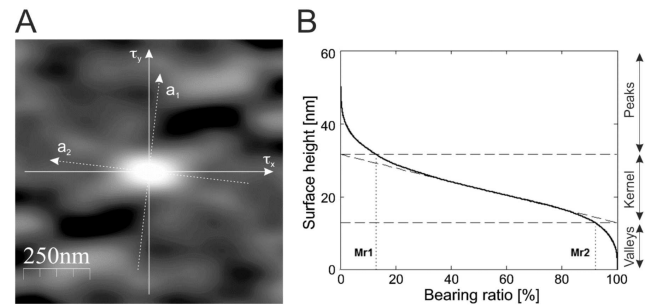 A
τy
a1
a2
τx
250nm
B
Surface height [nm]
60
40
20
0
Mr1
Mr2
0 20 40 60 80 100
Bearing ratio [%]
Peaks
Kernel
Valleys